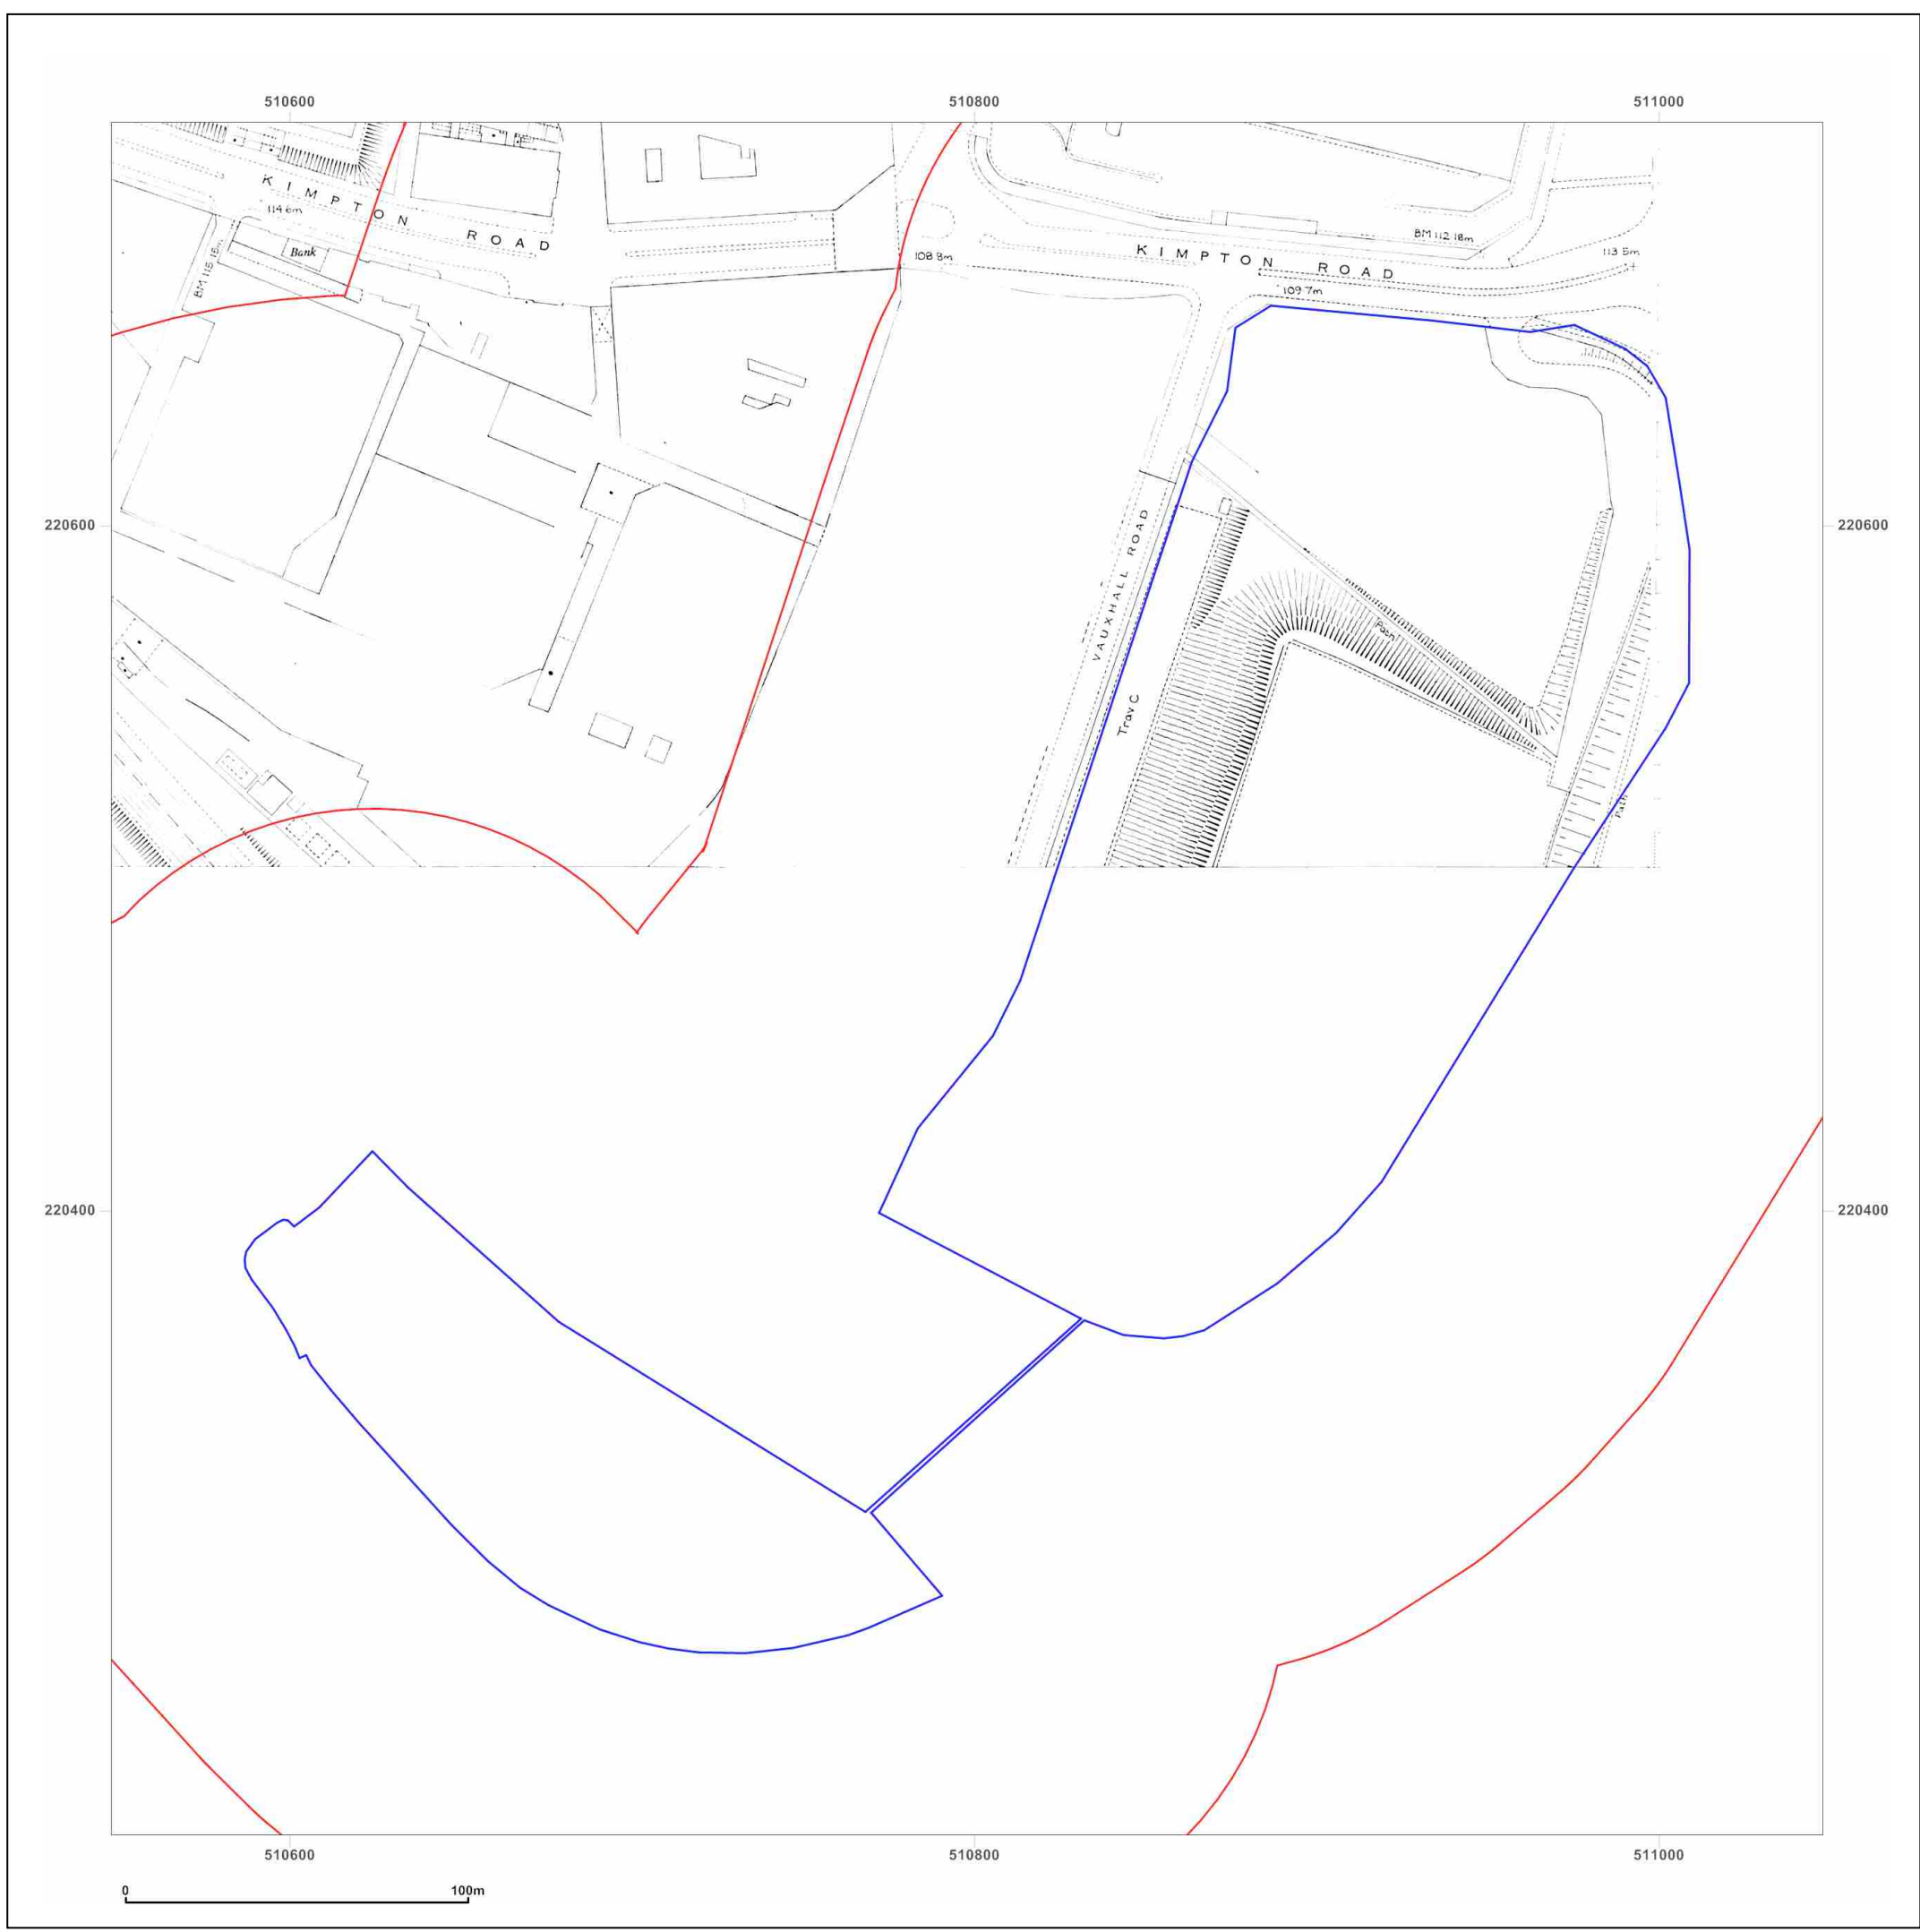 510600
510800
511000
KIMPTON ROAD
114·6m
BM 115·15m
Bank
108·8m
KIMPTON ROAD
BM 112·18m
113·5m
109·7m
220600
220600
VAUXHALL ROAD
Path
Trav C
Path
220400
220400
510600
510800
511000
0
100m